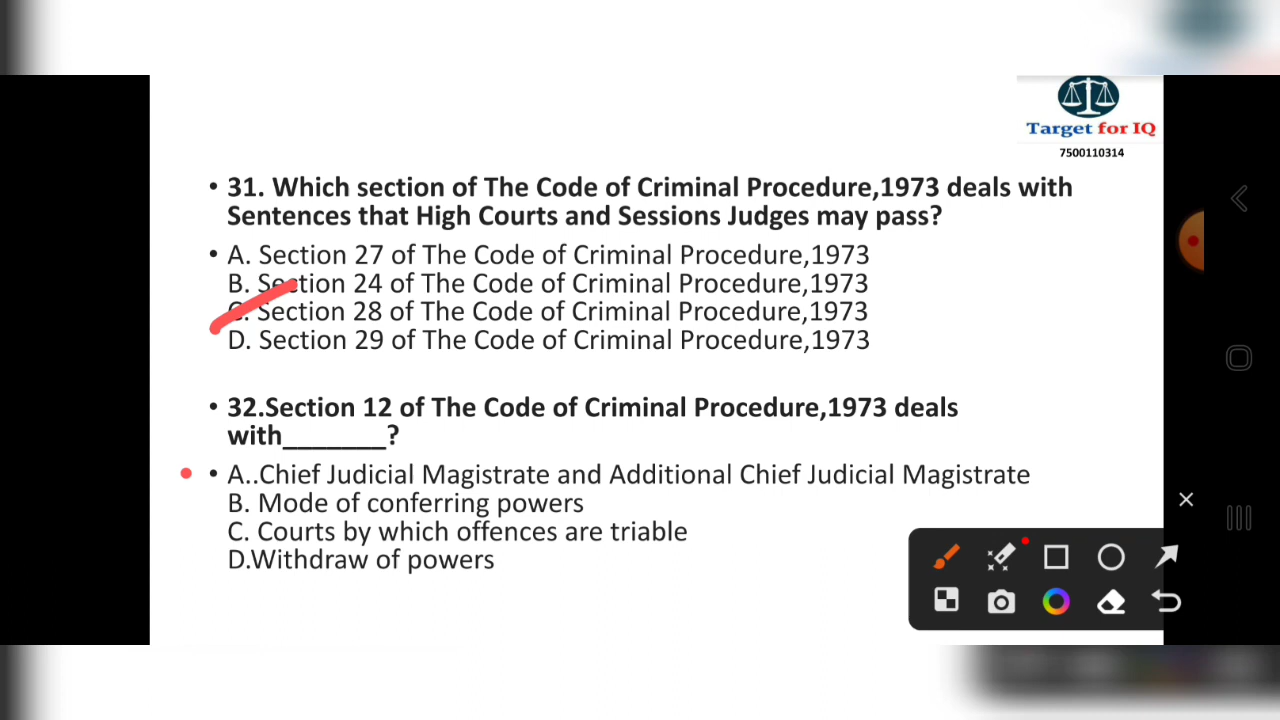 Target for IQ
7500110314
• 31. Which section of The Code of Criminal Procedure,1973 deals with
Sentences that High Courts and Sessions Judges may pass?
• A. Section 27 of The Code of Criminal Procedure,1973
B. Section 24 of The Code of Criminal Procedure,1973
C. Section 28 of The Code of Criminal Procedure,1973
D. Section 29 of The Code of Criminal Procedure,1973
• 32.Section 12 of The Code of Criminal Procedure,1973 deals
with_______?
• A..Chief Judicial Magistrate and Additional Chief Judicial Magistrate
B. Mode of conferring powers
C. Courts by which offences are triable
D.Withdraw of powers